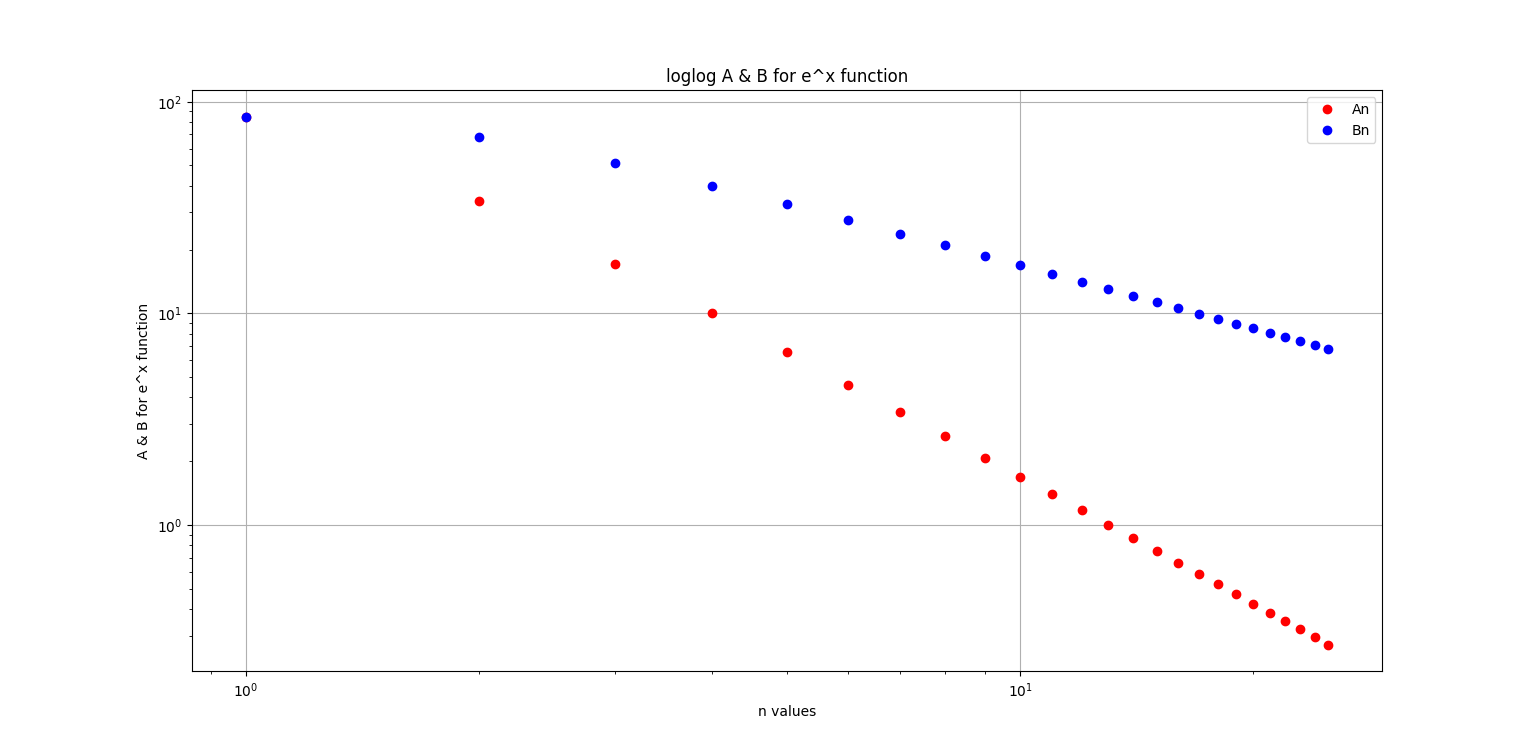 loglog A & B for e^x function
An
Bn
A & B for e^x function
10²
10¹
10⁰
10⁰
10¹
n values